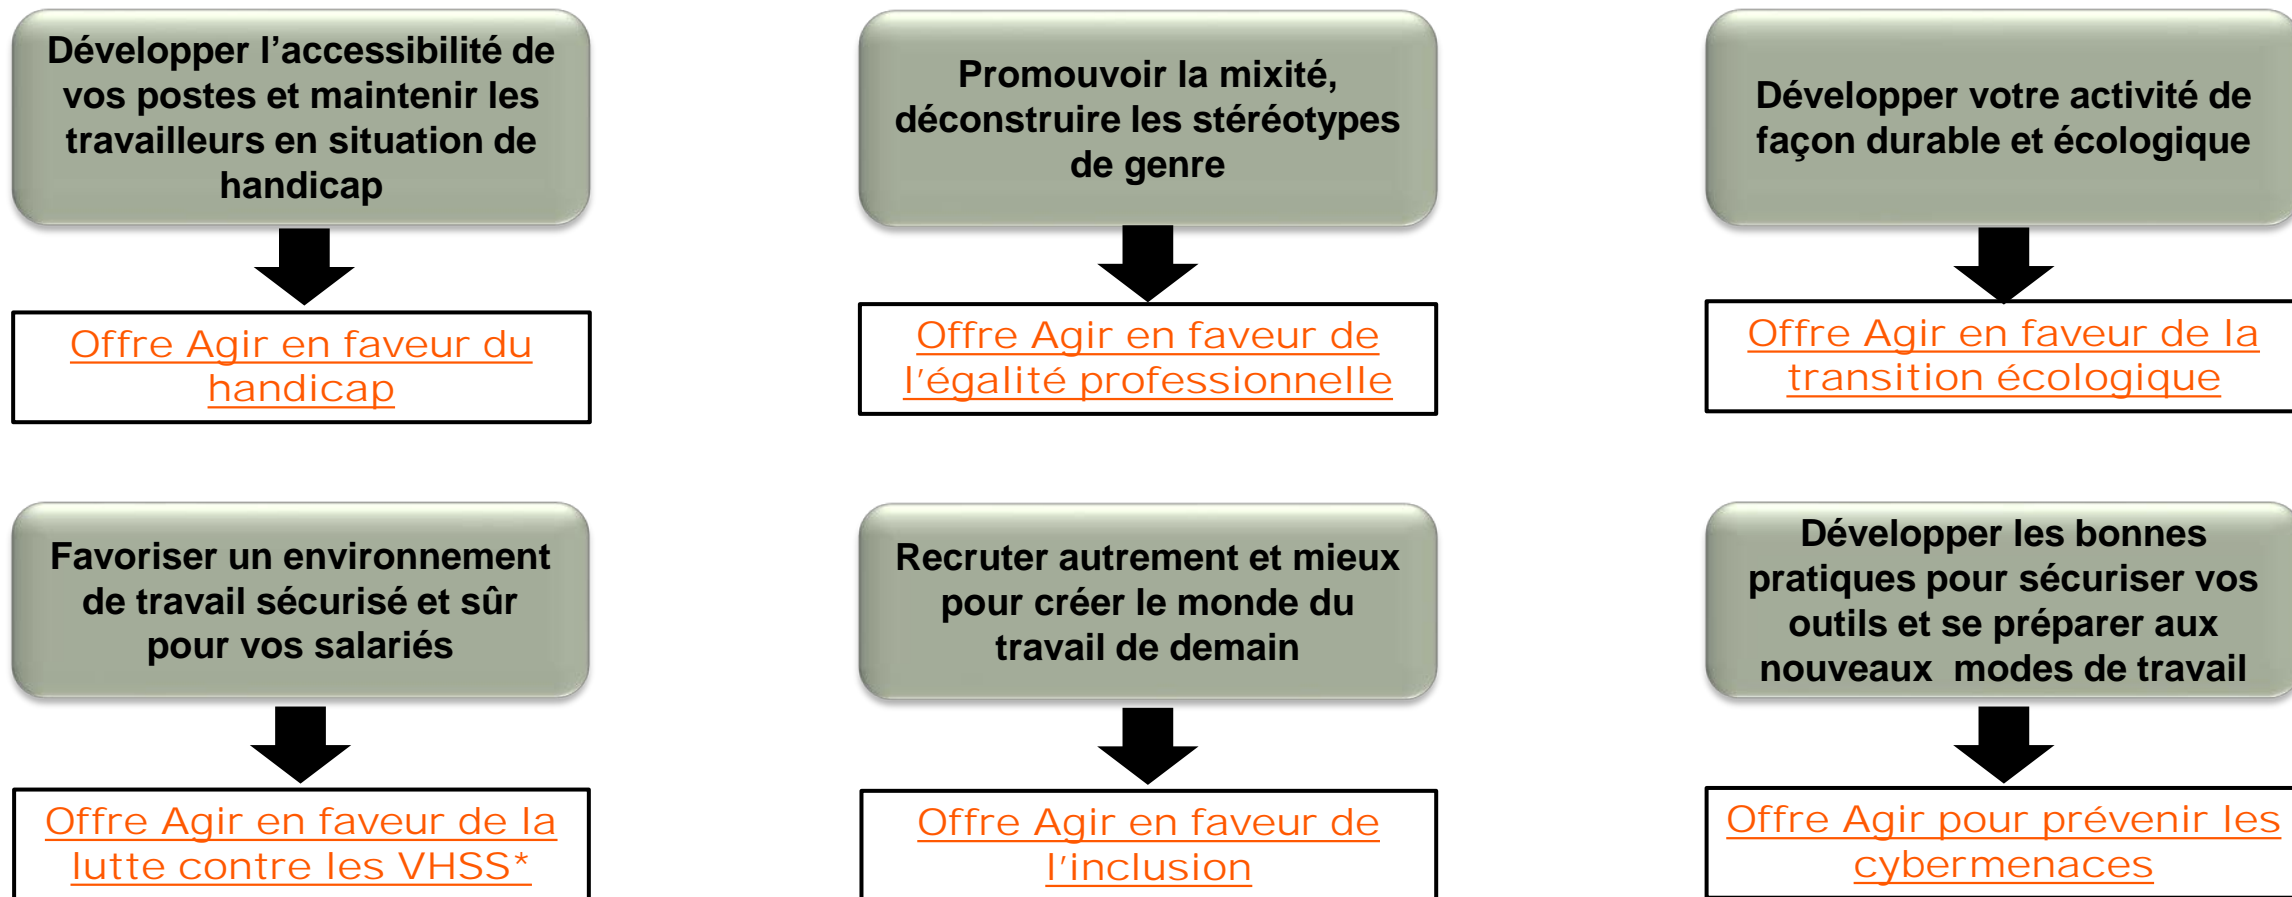 Développer l’accessibilité de
vos postes et maintenir les
travailleurs en situation de
handicap
Offre Agir en faveur du
handicap
Promouvoir la mixité,
déconstruire les stéréotypes
de genre
Offre Agir en faveur de
l’égalité professionnelle
Développer votre activité de
façon durable et écologique
Offre Agir en faveur de la
transition écologique
Favoriser un environnement
de travail sécurisé et sûr
pour vos salariés
Offre Agir en faveur de la
lutte contre les VHSS*
Recruter autrement et mieux
pour créer le monde du
travail de demain
Offre Agir en faveur de
l’inclusion
Développer les bonnes
pratiques pour sécuriser vos
outils et se préparer aux
nouveaux  modes de travail
Offre Agir pour prévenir les
cybermenaces